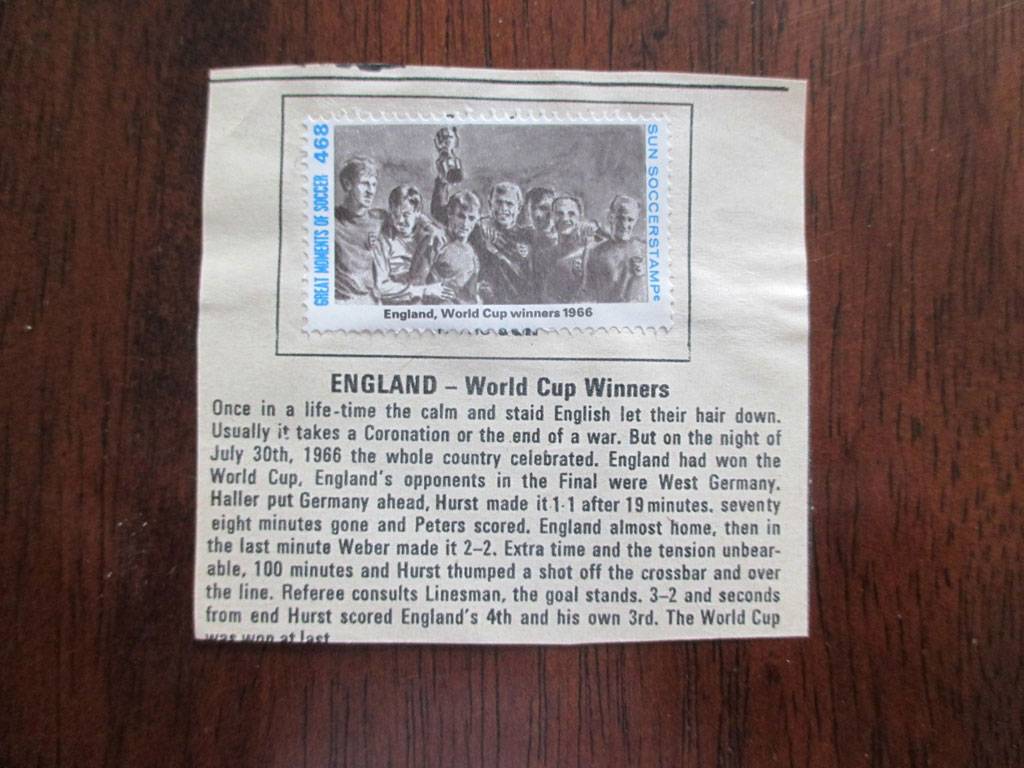 GREAT MOMENTS OF SOCCER 468
SUN SOCCERSTAMPS
England, World Cup winners 1966
ENGLAND – World Cup Winners
Once in a life-time the calm and staid English let their hair down.
Usually it takes a Coronation or the end of a war. But on the night of
July 30th, 1966 the whole country celebrated. England had won the
World Cup, England's opponents in the Final were West Germany.
Haller put Germany ahead, Hurst made it 1-1 after 19 minutes. seventy
eight minutes gone and Peters scored. England almost home, then in
the last minute Weber made it 2–2. Extra time and the tension unbear-
able, 100 minutes and Hurst thumped a shot off the crossbar and over
the line. Referee consults Linesman, the goal stands. 3–2 and seconds
from end Hurst scored England's 4th and his own 3rd. The World Cup
was won at last